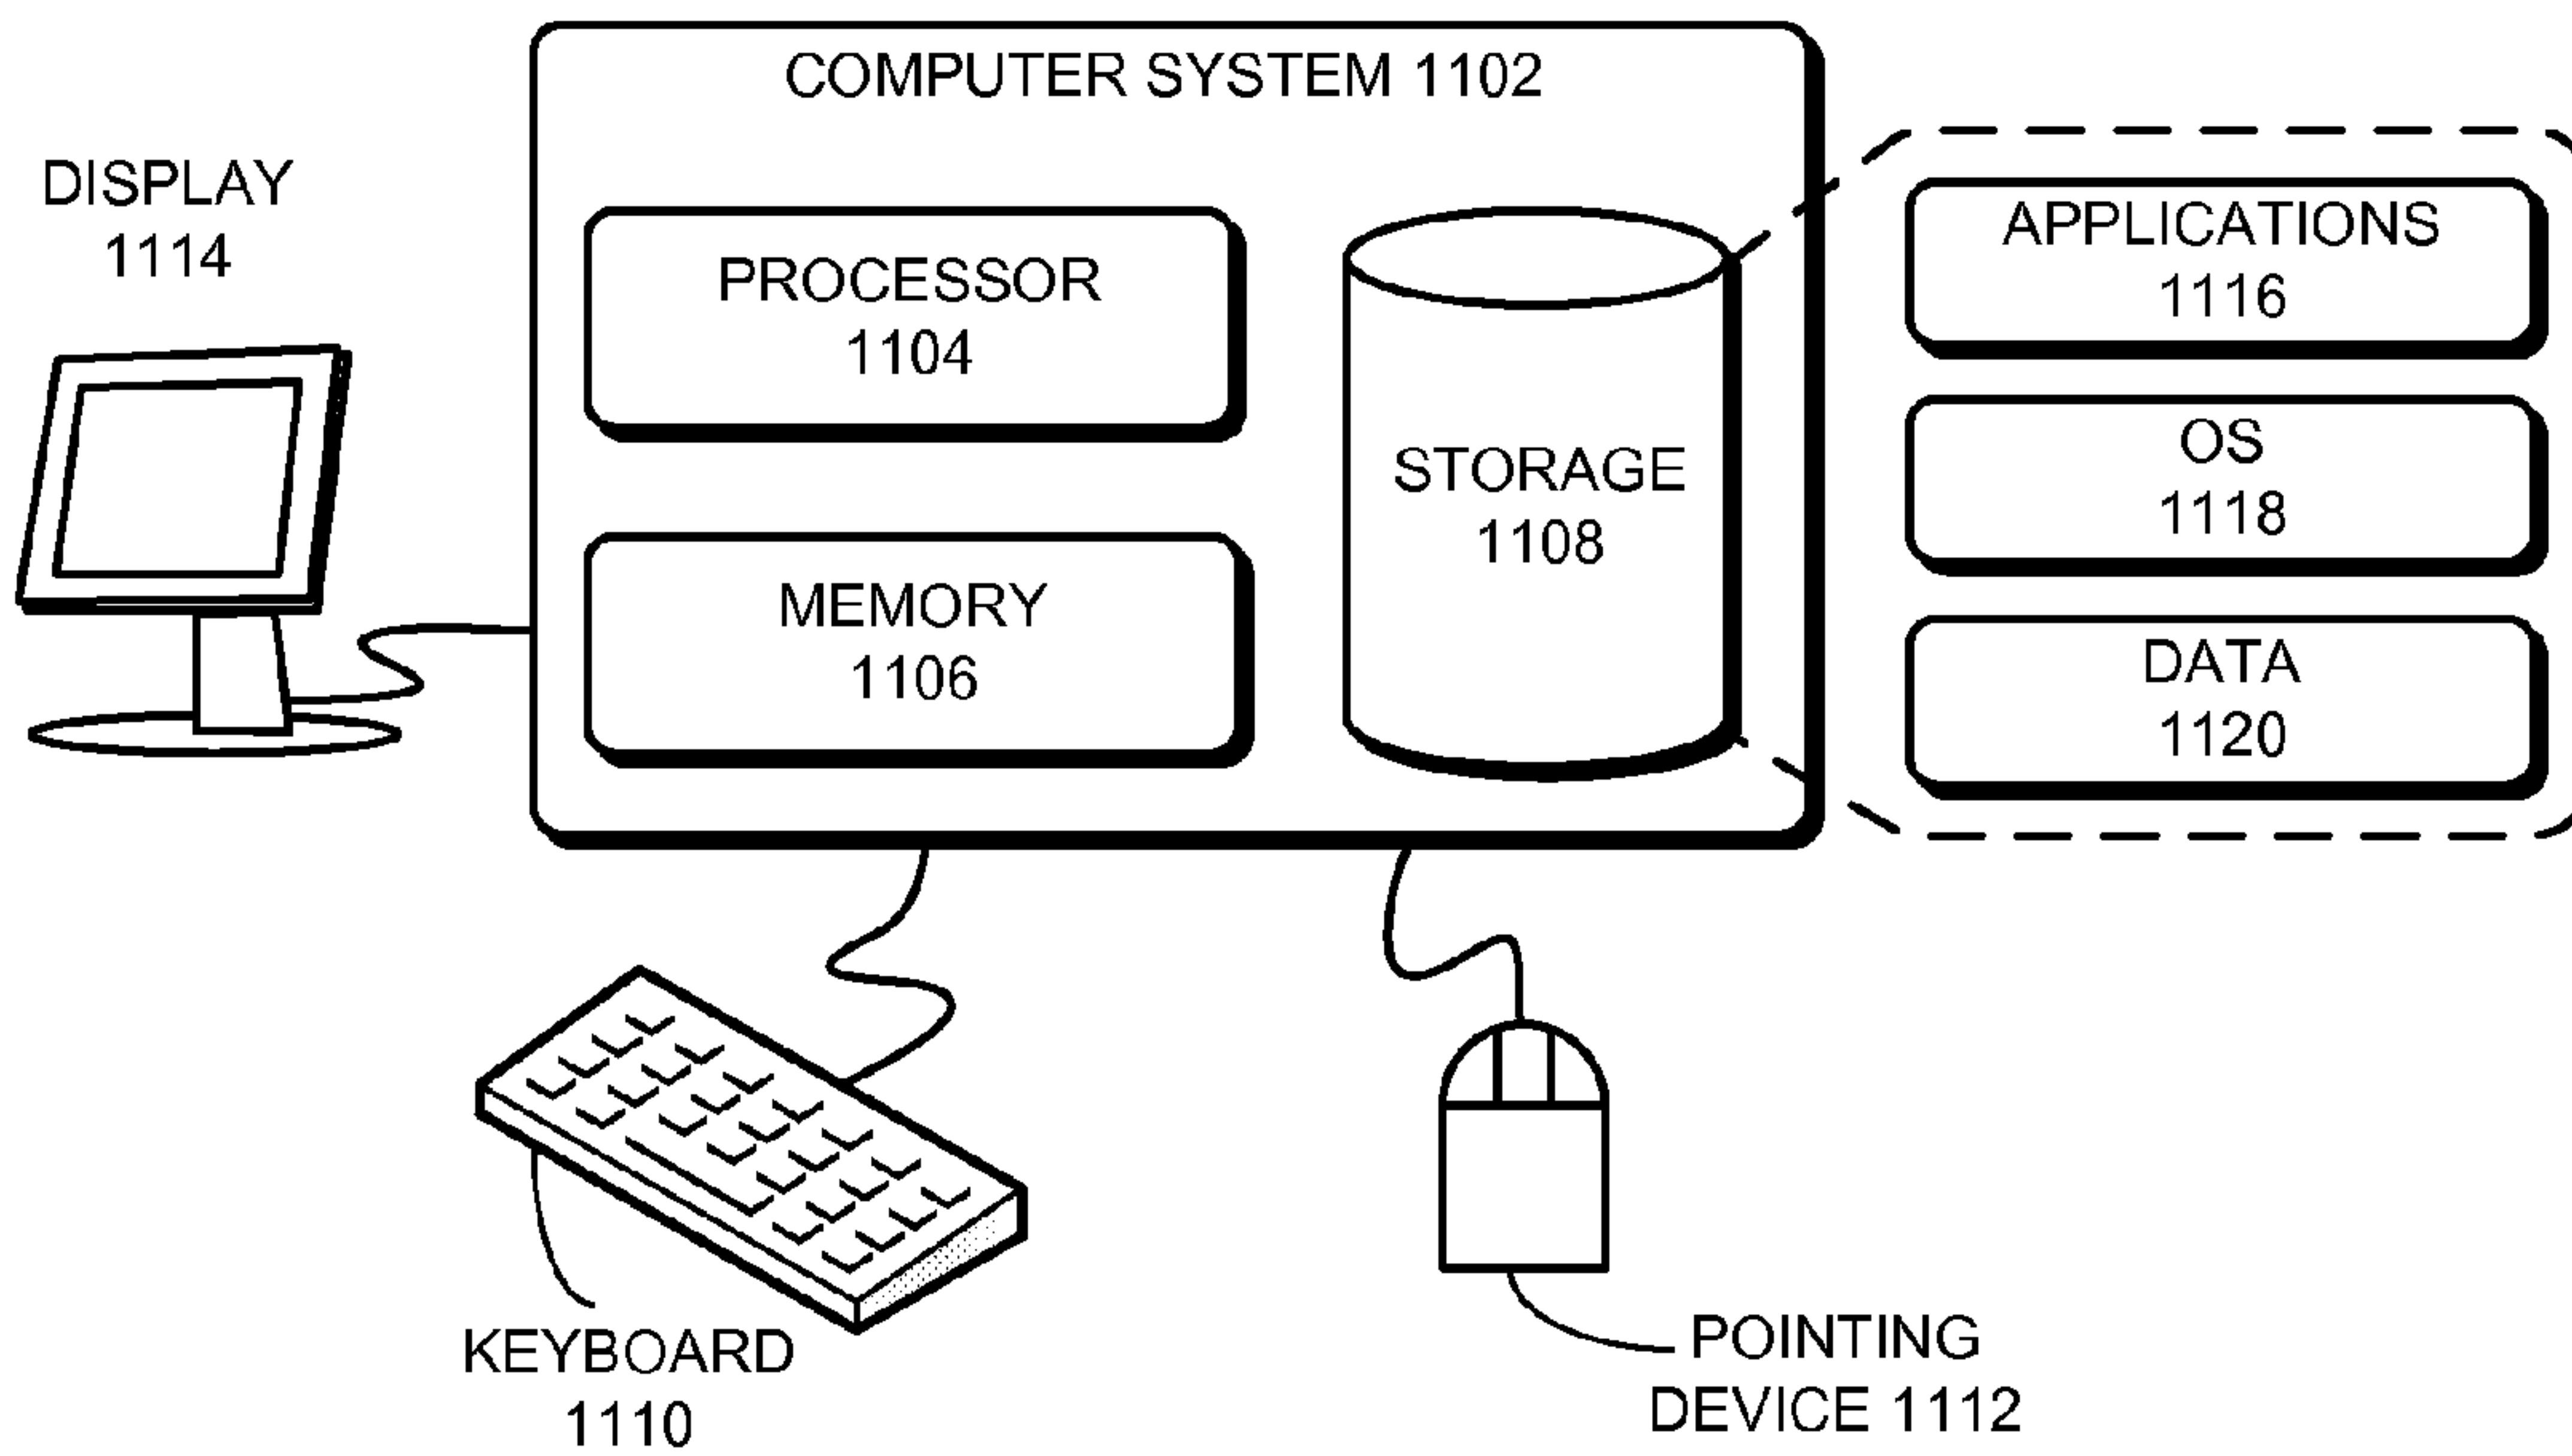 COMPUTER SYSTEM 1102
DISPLAY
1114
PROCESSOR
1104
MEMORY
1106
STORAGE
1108
APPLICATIONS
1116
OS
1118
DATA
1120
KEYBOARD
1110
POINTING
DEVICE 1112